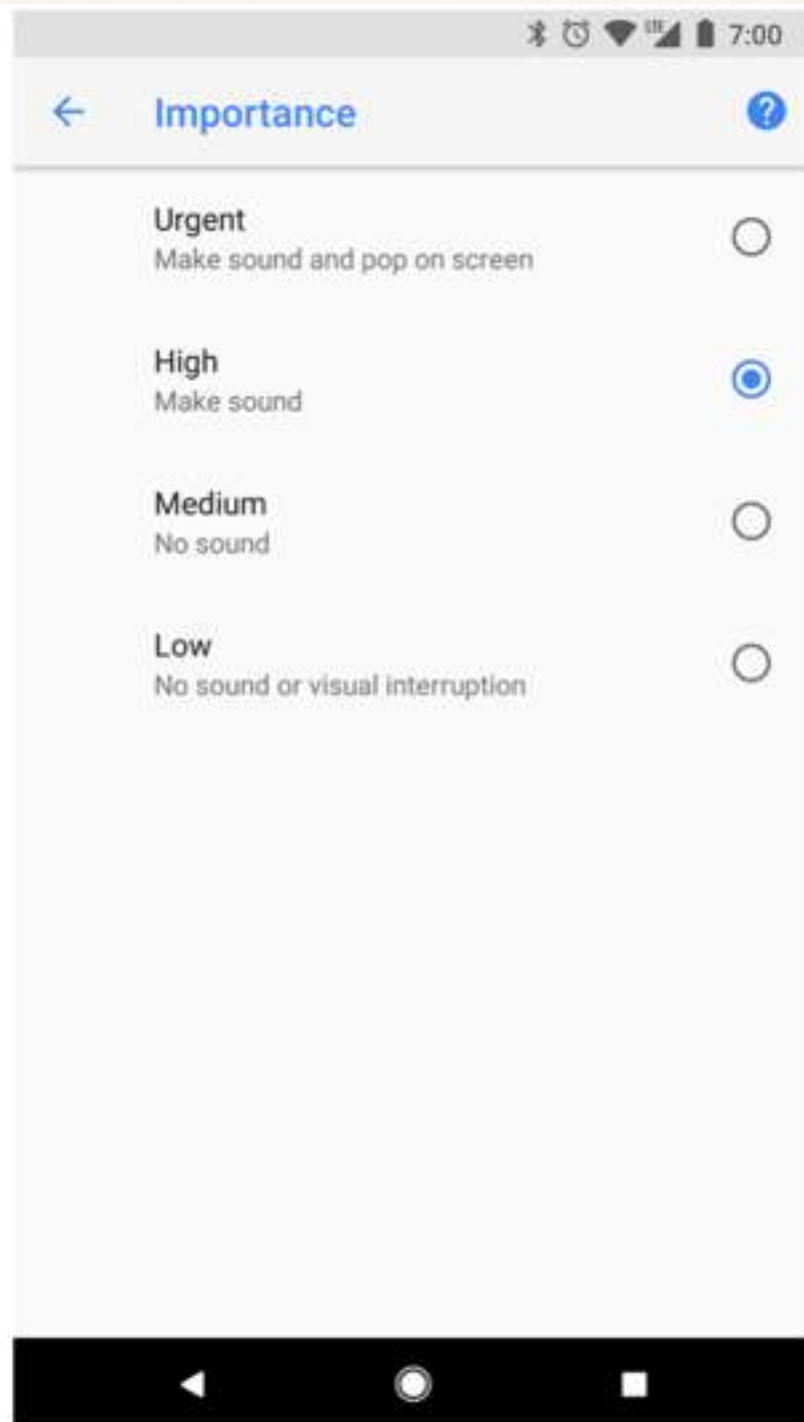 LTE 7:00
Importance
?
Urgent
Make sound and pop on screen
High
Make sound
Medium
No sound
Low
No sound or visual interruption